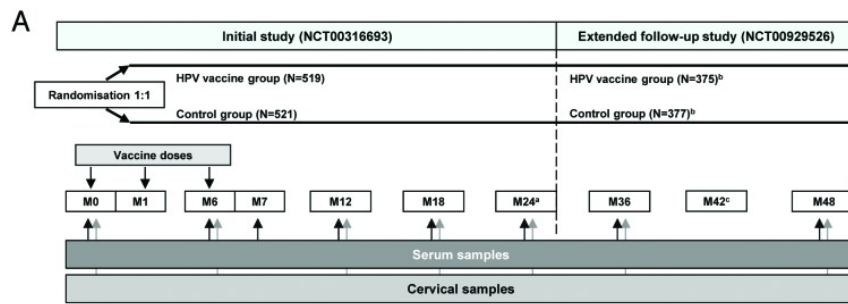 A
Initial study (NCT00316693) Extended follow-up study (NCT00929526)
HPV vaccine group (N=519) HPV vaccine group (N=375)ᵇ
Randomisation 1:1
Control group (N=521) Control group (N=377)ᵇ
Vaccine doses
M0 M1 M6 M7 M12 M18 M24ᵃ M36 M42ᶜ M48
Serum samples
Cervical samples